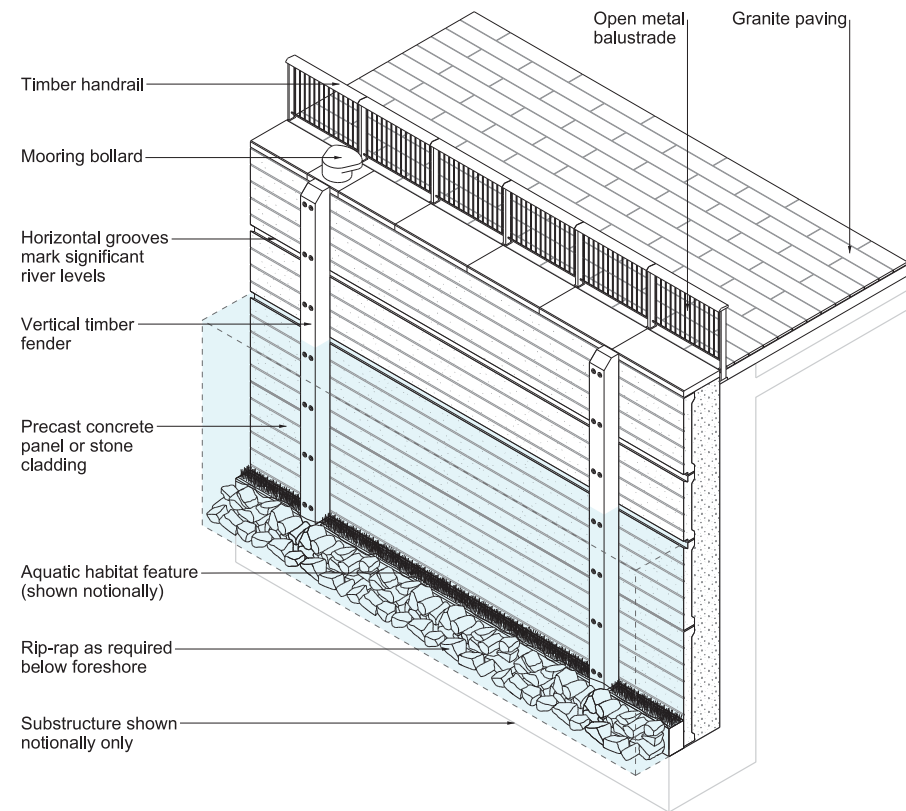 Open metal
balustrade
Granite paving
Timber handrail
Mooring bollard
Horizontal grooves
mark significant
river levels
Vertical timber
fender
Precast concrete
panel or stone
cladding
Aquatic habitat feature
(shown notionally)
Rip-rap as required
below foreshore
Substructure shown
notionally only